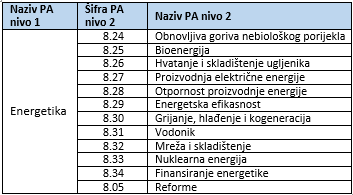 Naziv PA nivo 1 Šifra PA nivo 2 Naziv PA nivo 2
Energetika
8.24 Obnovljiva goriva nebiološkog porijekla
8.25 Bioenergija
8.26 Hvatanje i skladištenje ugljenika
8.27 Proizvodnja električne energije
8.28 Otpornost proizvodnje energije
8.29 Energetska efikasnost
8.30 Grijanje, hlađenje i kogeneracija
8.31 Vodonik
8.32 Mreža i skladištenje
8.33 Nuklearna energija
8.34 Finansiranje energetike
8.05 Reforme